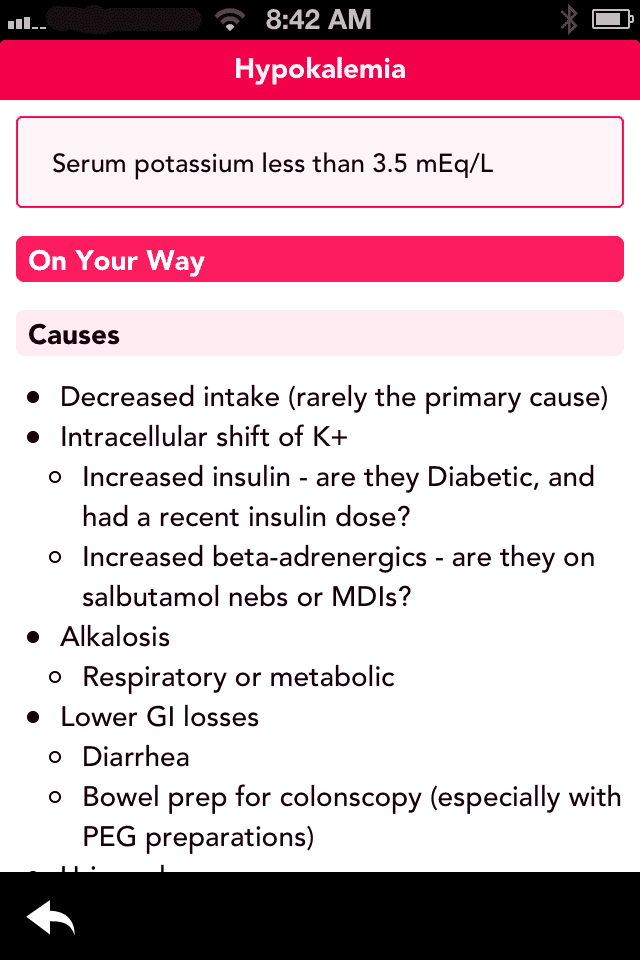 8:42 AM
Hypokalemia
Serum potassium less than 3.5 mEq/L
On Your Way
Causes
Decreased intake (rarely the primary cause)
Intracellular shift of K+
Increased insulin - are they Diabetic, and
had a recent insulin dose?
Increased beta-adrenergics - are they on
salbutamol nebs or MDIs?
Alkalosis
Respiratory or metabolic
Lower GI losses
Diarrhea
Bowel prep for colonscopy (especially with
PEG preparations)